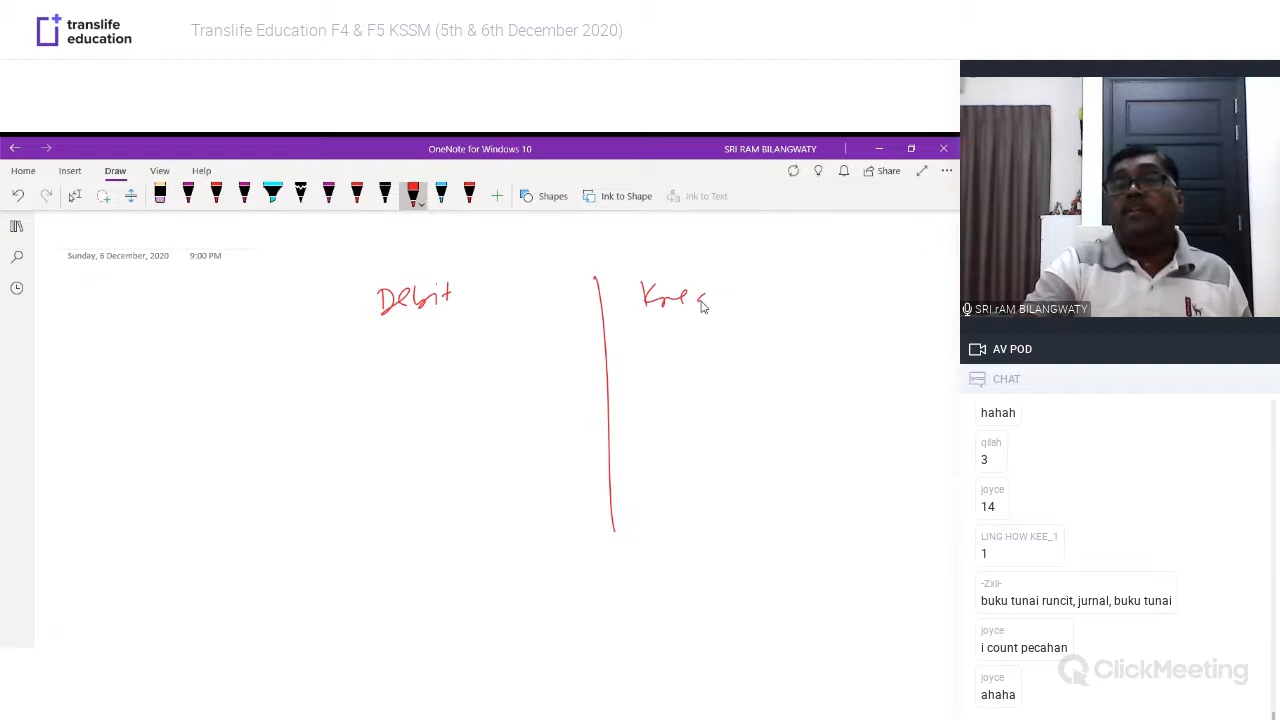 translife
education
Translife Education F4 & F5 KSSM (5th & 6th December 2020)
OneNote for Windows 10
SRI RAM BILANGWATY
Home
Insert
Draw
View
Help
Share
Shapes
Ink to Shape
Ink to Text
Sunday, 6 December, 2020
9:00 PM
Debit
SRI.rAM BILANGWATY
AV POD
CHAT
hahah
qilah
3
joyce
14
LING HOW KEE_1
1
-Zxii-
buku tunai runcit, jurnal, buku tunai
joyce
i count pecahan
joyce
ahaha
ClickMeeting